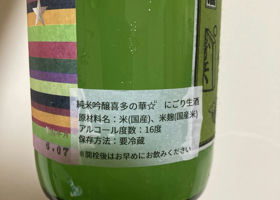 純米吟醸喜多の華☆彡 にごり生酒
原材料名：米(国産)、米麹(国産米)
アルコール度数：16度
保存方法：要冷蔵
※開栓後はお早めにお飲みください